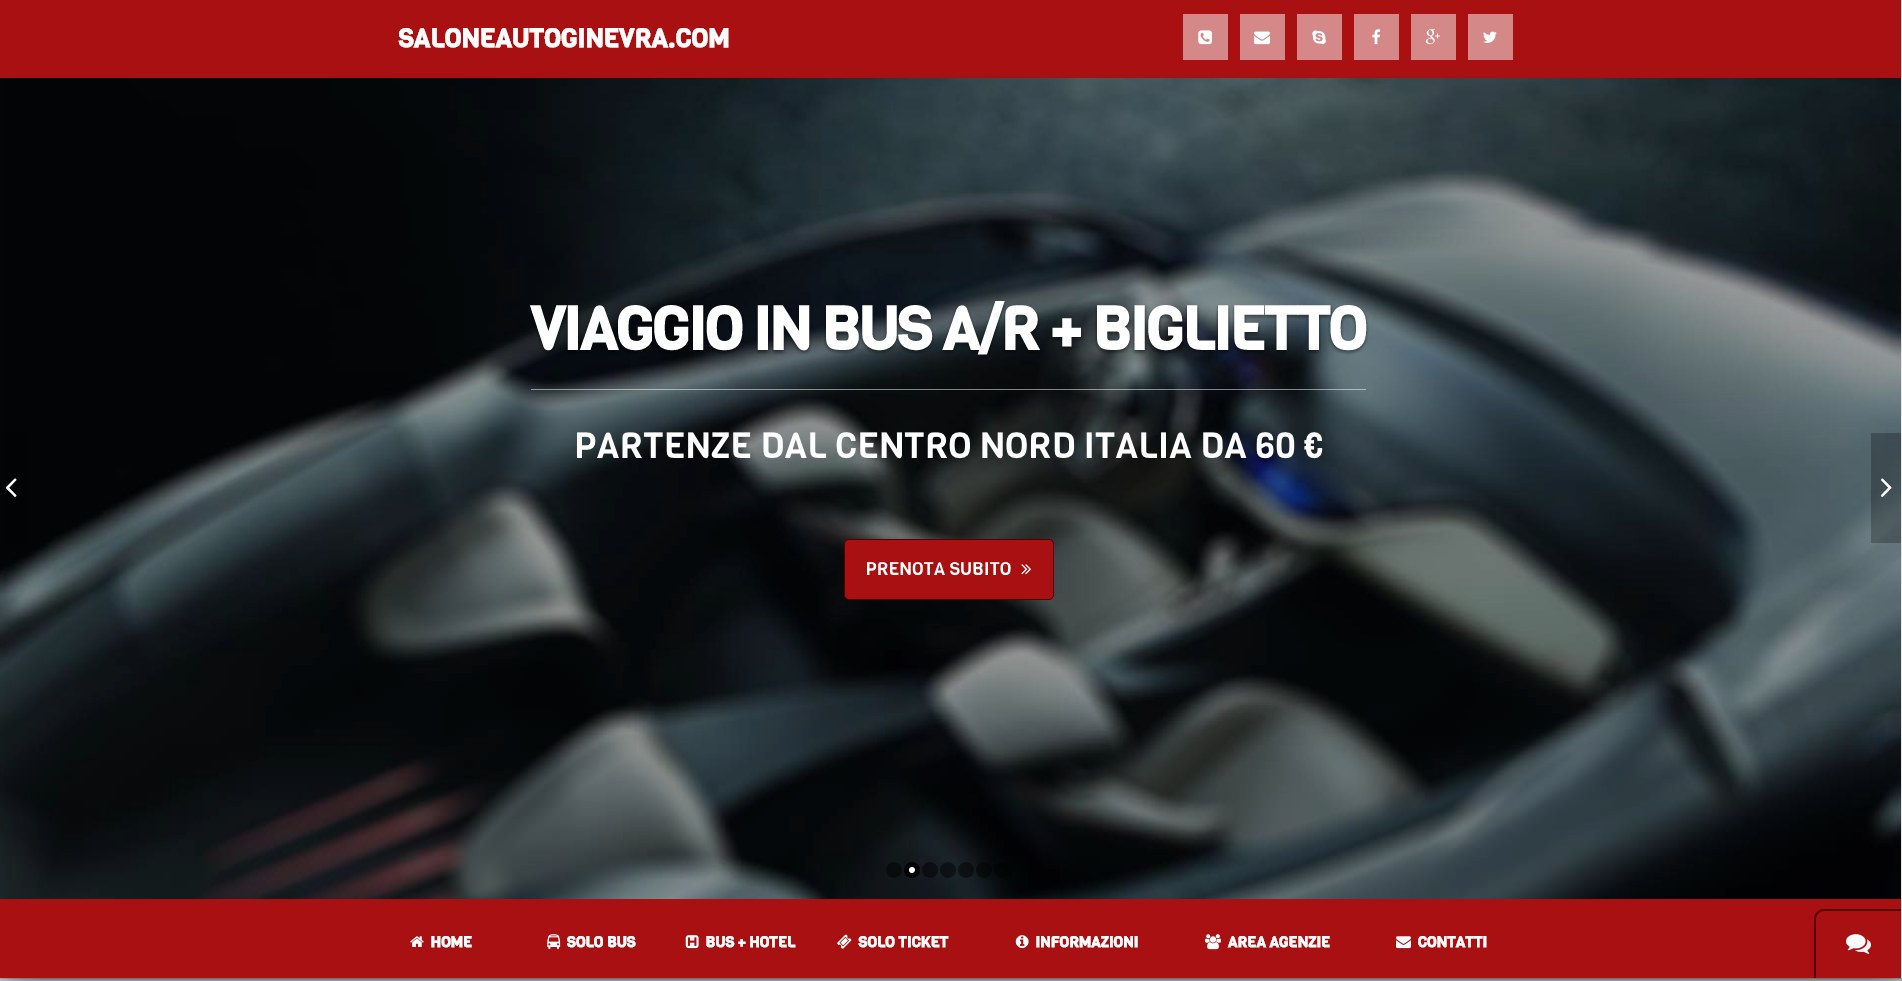 SALONEAUTOGINEVRA.COM
VIAGGIO IN BUS A/R + BIGLIETTO
PARTENZE DAL CENTRO NORD ITALIA DA 60 €
PRENOTA SUBITO »
HOME SOLO BUS BUS + HOTEL SOLO TICKET INFORMAZIONI AREA AGENZIE CONTATTI